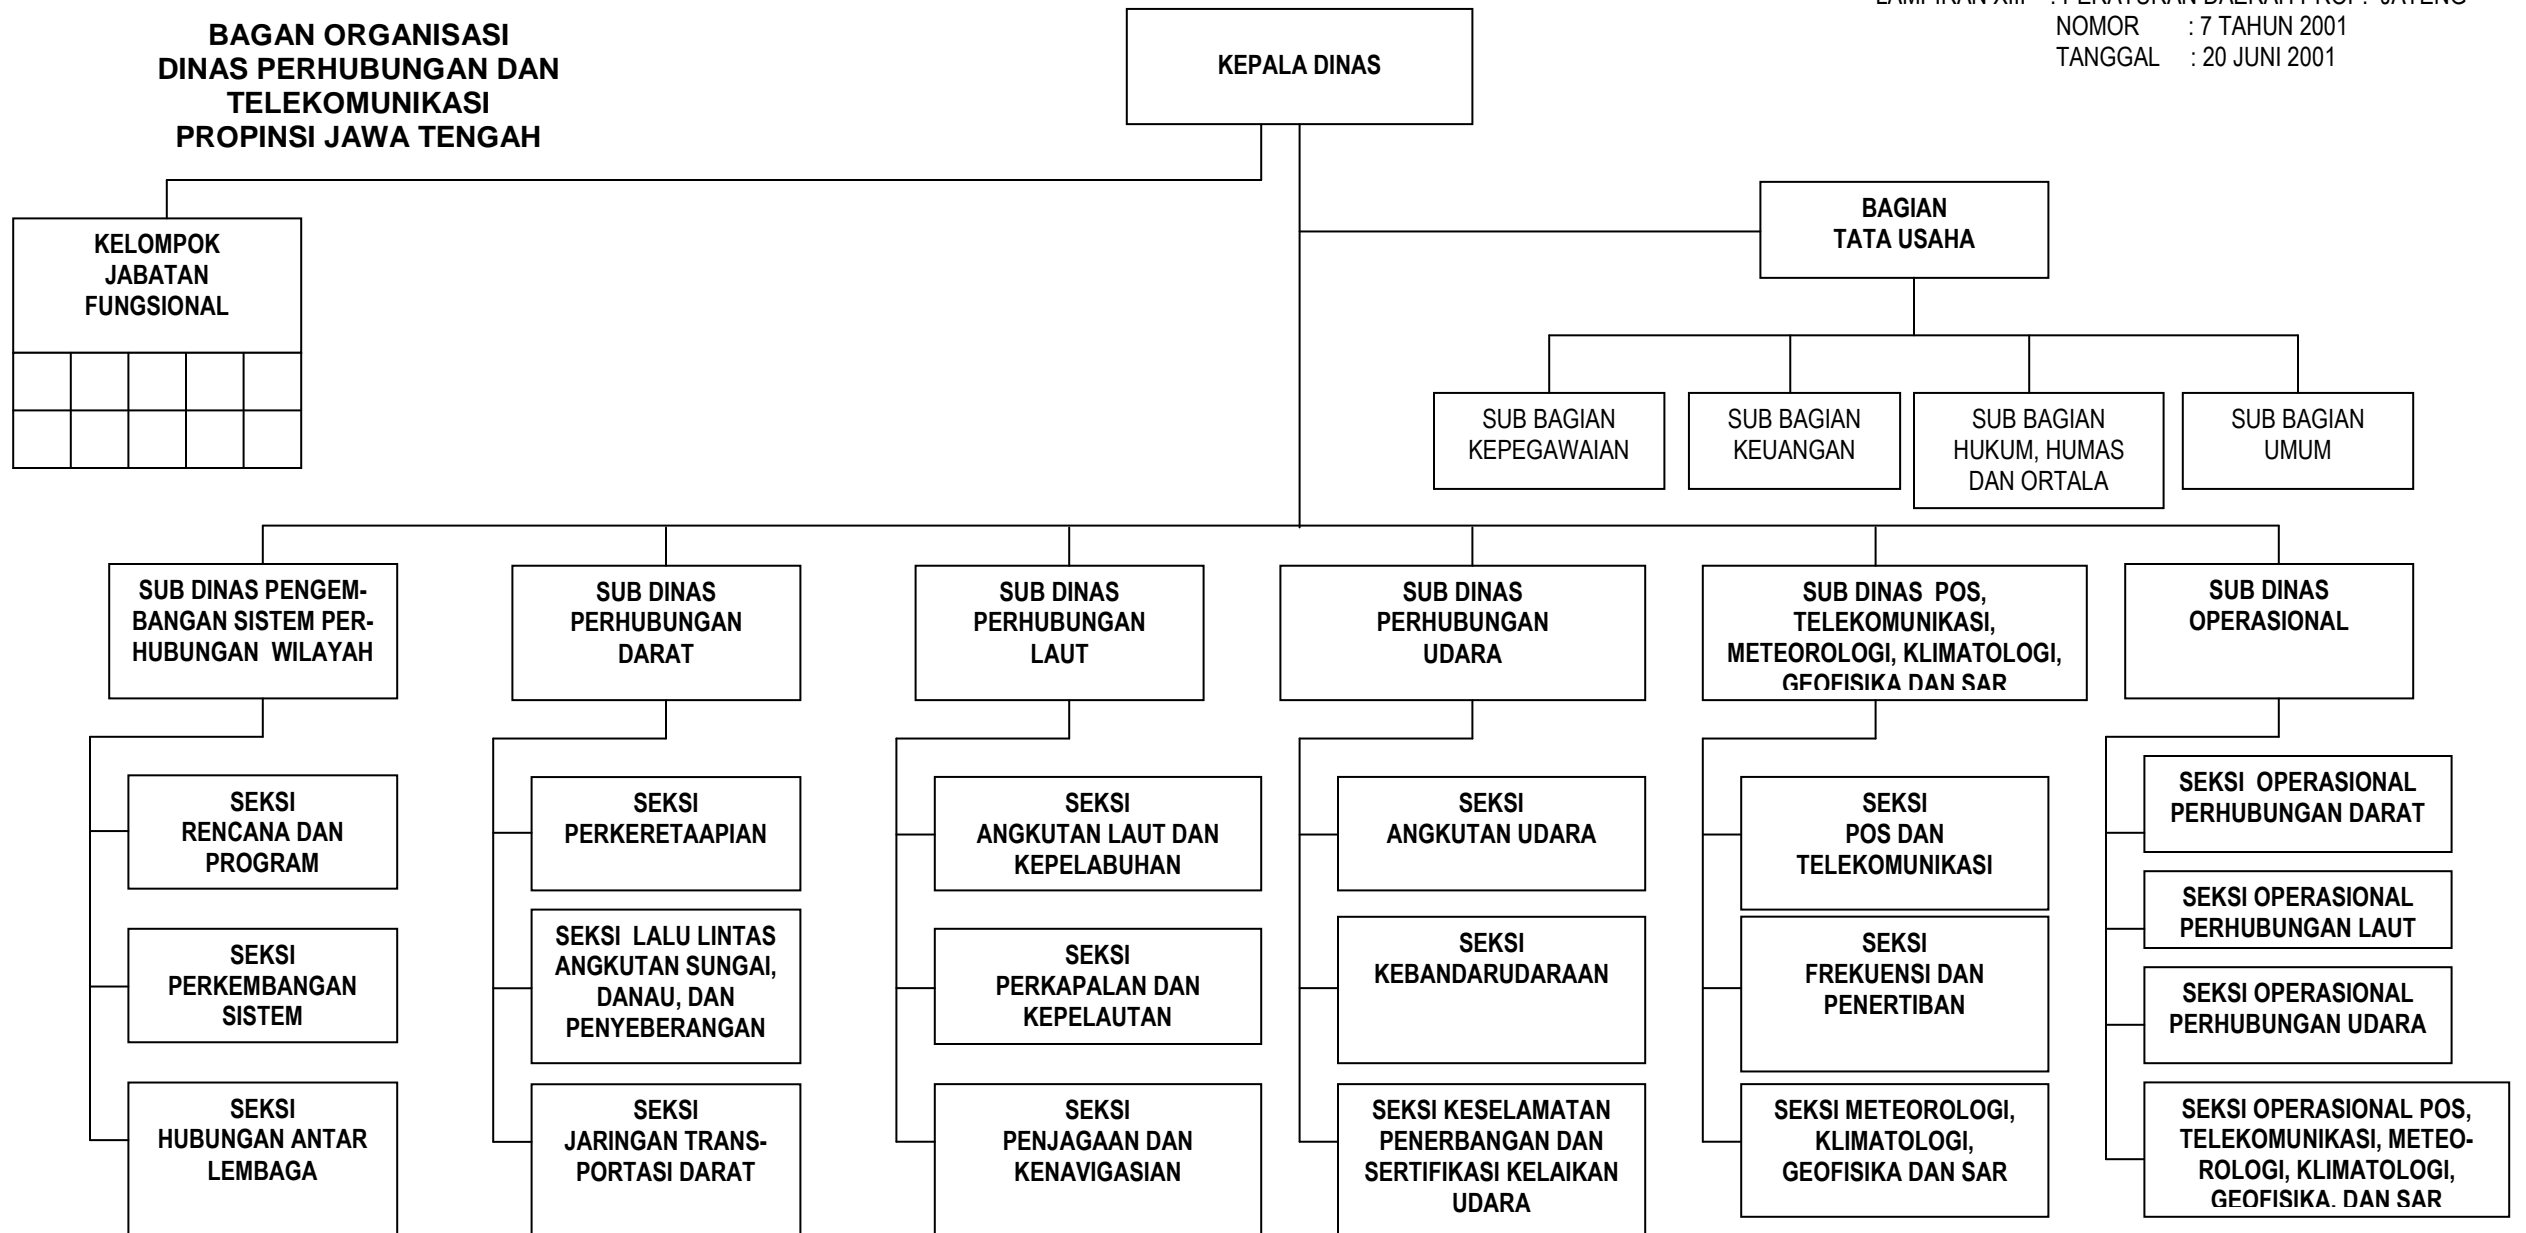 LAMPIRAN XIII : PERATURAN DAERAH PROP. JATENG
NOMOR : 7 TAHUN 2001
TANGGAL : 20 JUNI 2001
BAGAN ORGANISASI
DINAS PERHUBUNGAN DAN
TELEKOMUNIKASI
PROPINSI JAWA TENGAH
KEPALA DINAS
KELOMPOK
JABATAN
FUNGSIONAL
BAGIAN
TATA USAHA
SUB BAGIAN
KEPEGAWAIAN
SUB BAGIAN
KEUANGAN
SUB BAGIAN
HUKUM, HUMAS
DAN ORTALA
SUB BAGIAN
UMUM
SUB DINAS PENGEM-
BANGAN SISTEM PER-
HUBUNGAN WILAYAH
SUB DINAS
PERHUBUNGAN
DARAT
SUB DINAS
PERHUBUNGAN
LAUT
SUB DINAS
PERHUBUNGAN
UDARA
SUB DINAS POS,
TELEKOMUNIKASI,
METEOROLOGI, KLIMATOLOGI,
GEOFISIKA DAN SAR
SUB DINAS
OPERASIONAL
SEKSI
RENCANA DAN
PROGRAM
SEKSI
PERKEMBANGAN
SISTEM
SEKSI
HUBUNGAN ANTAR
LEMBAGA
SEKSI
PERKERETAAPIAN
SEKSI LALU LINTAS
ANGKUTAN SUNGAI,
DANAU, DAN
PENYEBERANGAN
SEKSI
JARINGAN TRANS-
PORTASI DARAT
SEKSI
ANGKUTAN LAUT DAN
KEPELABUHAN
SEKSI
PERKAPALAN DAN
KEPELAUTAN
SEKSI
PENJAGAAN DAN
KENAVIGASIAN
SEKSI
ANGKUTAN UDARA
SEKSI
KEBANDARUDARAAN
SEKSI KESELAMATAN
PENERBANGAN DAN
SERTIFIKASI KELAIKAN
UDARA
SEKSI
POS DAN
TELEKOMUNIKASI
SEKSI
FREKUENSI DAN
PENERTIBAN
SEKSI METEOROLOGI,
KLIMATOLOGI,
GEOFISIKA DAN SAR
SEKSI OPERASIONAL
PERHUBUNGAN DARAT
SEKSI OPERASIONAL
PERHUBUNGAN LAUT
SEKSI OPERASIONAL
PERHUBUNGAN UDARA
SEKSI OPERASIONAL POS,
TELEKOMUNIKASI, METEO-
ROLOGI, KLIMATOLOGI,
GEOFISIKA, DAN SAR